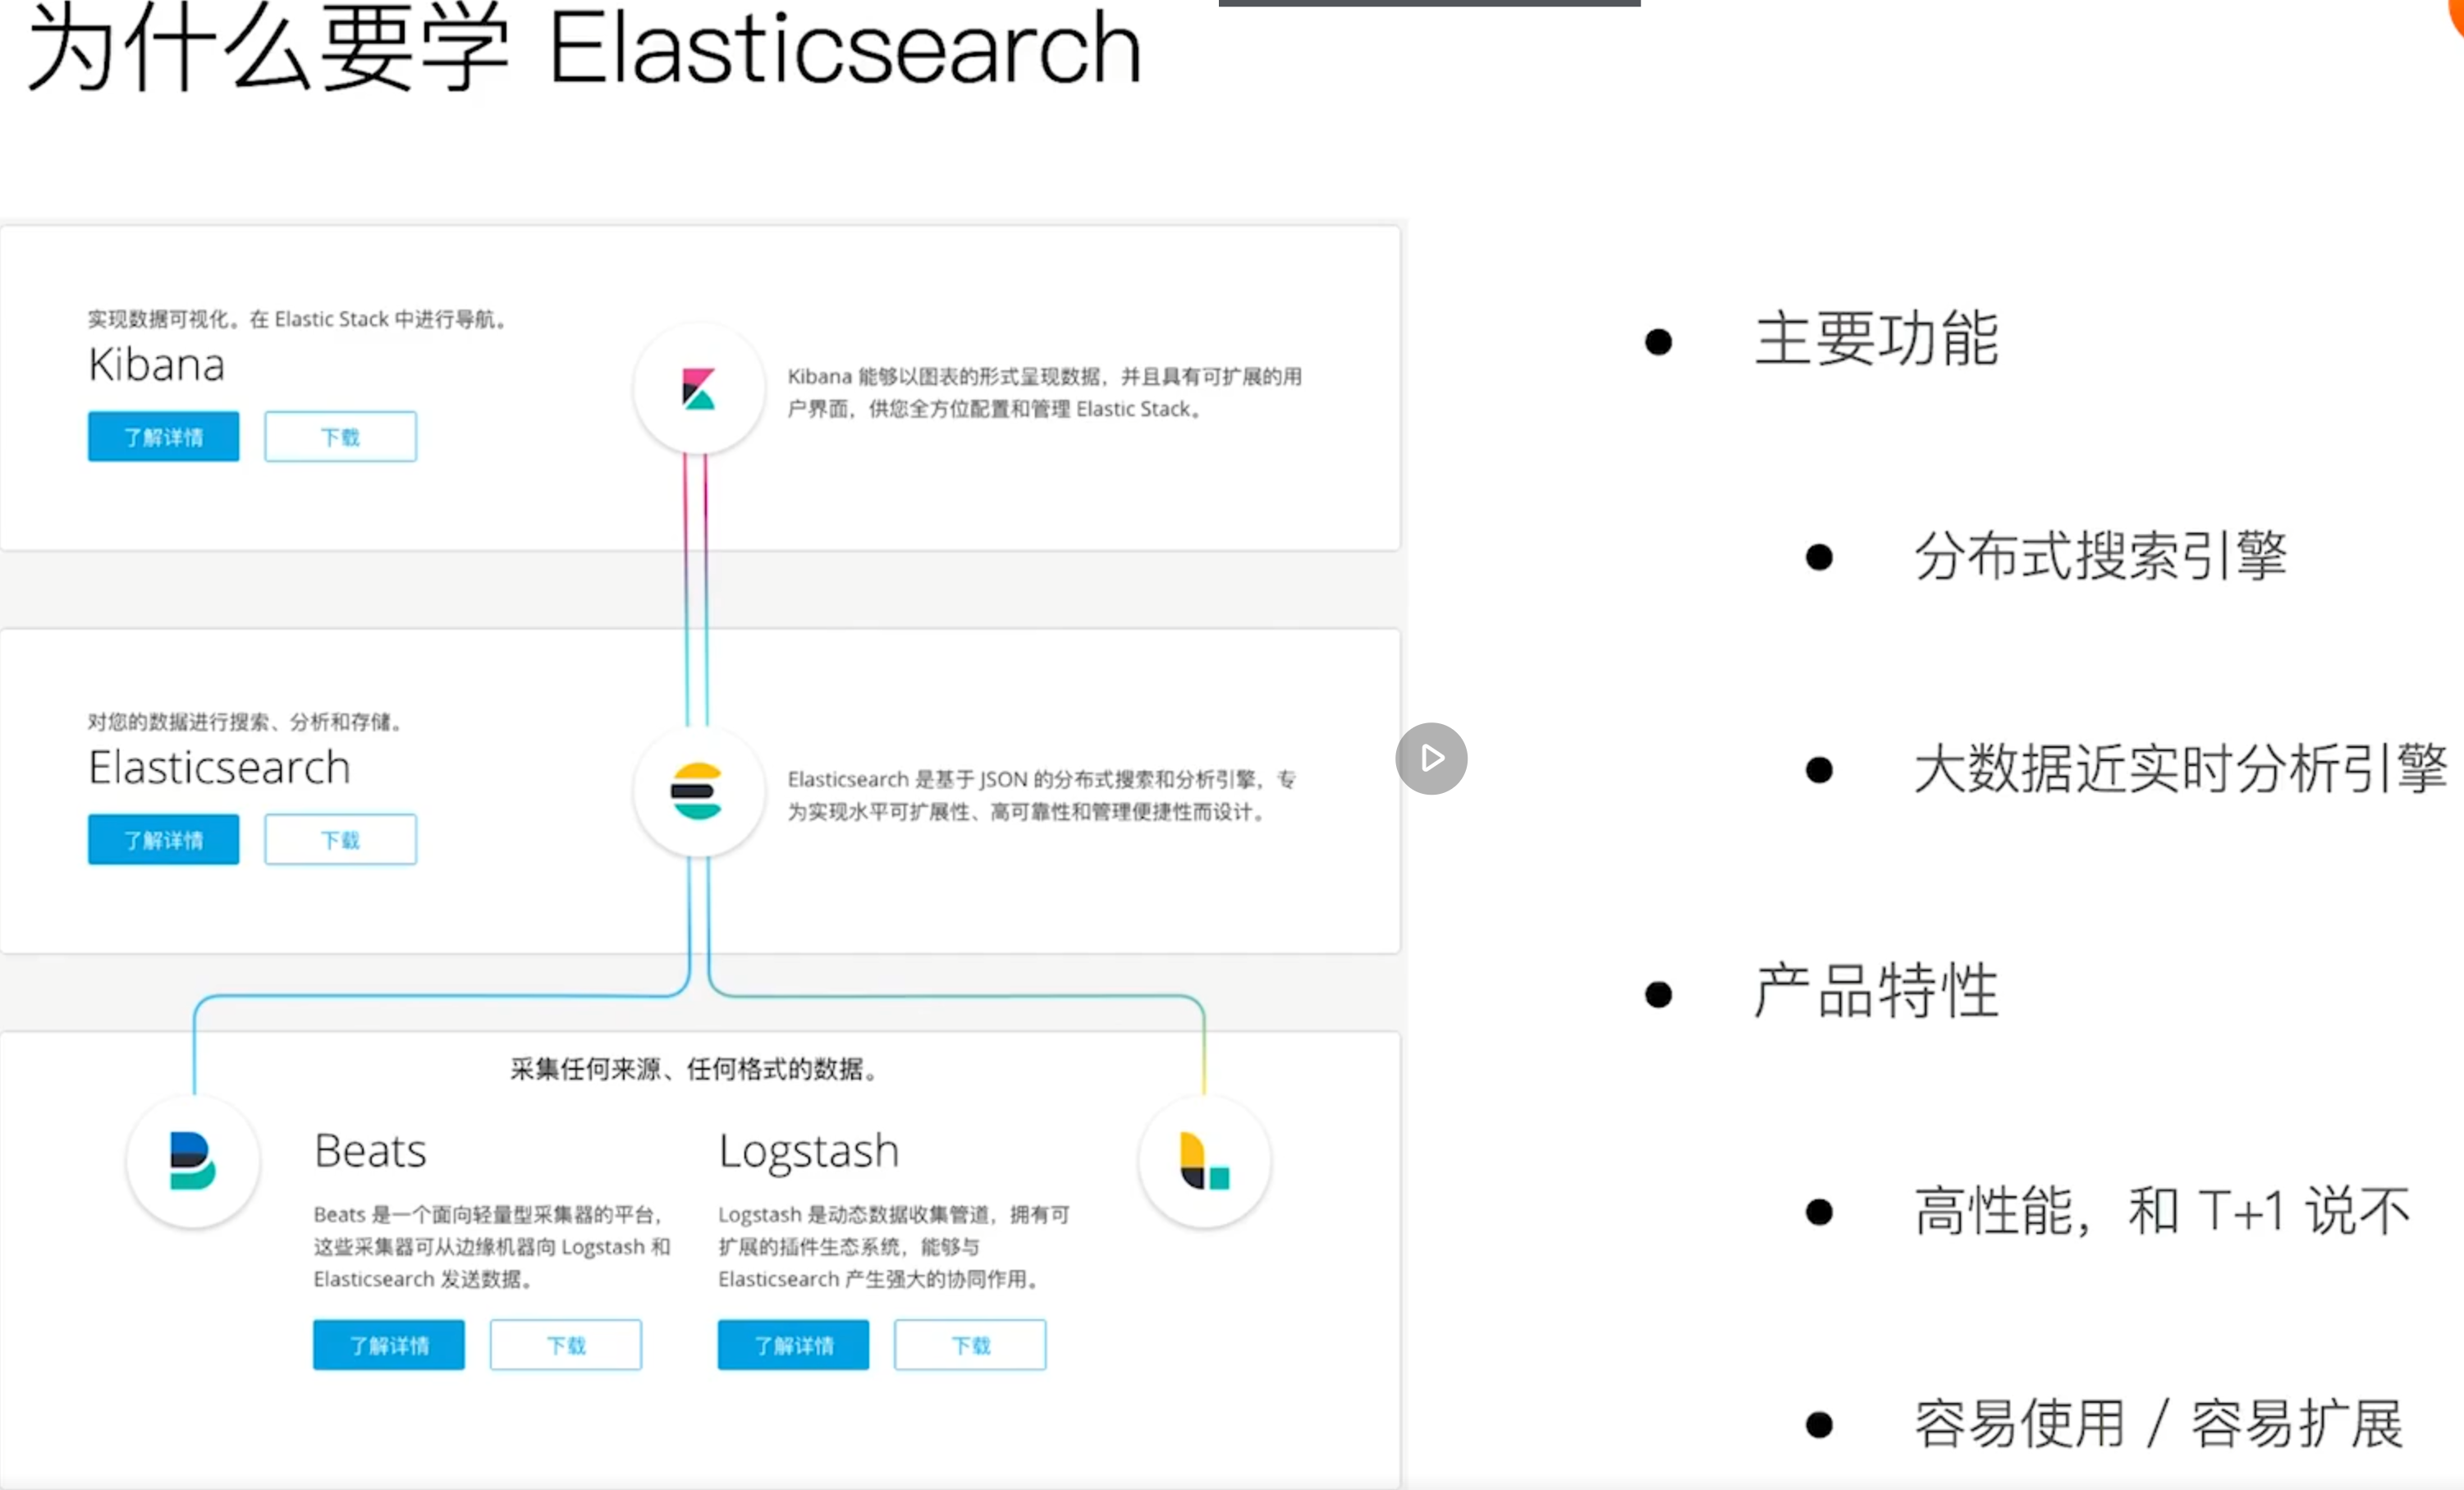 为什么要学 Elasticsearch
实现数据可视化。在 Elastic Stack 中进行导航。
Kibana
了解详情
下载
Kibana 能够以图表的形式呈现数据，并且具有可扩展的用
户界面，供您全方位配置和管理 Elastic Stack。
对您的数据进行搜索、分析和存储。
Elasticsearch
了解详情
下载
Elasticsearch 是基于 JSON 的分布式搜索和分析引擎，专
为实现水平可扩展性、高可靠性和管理便捷性而设计。
采集任何来源、任何格式的数据。
Beats
Beats 是一个面向轻量型采集器的平台，
这些采集器可从边缘机器向 Logstash 和
Elasticsearch 发送数据。
了解详情
下载
Logstash
Logstash 是动态数据收集管道，拥有可
扩展的插件生态系统，能够与
Elasticsearch 产生强大的协同作用。
了解详情
下载
● 主要功能
● 分布式搜索引擎
● 大数据近实时分析引擎
● 产品特性
● 高性能，和 T+1 说不
● 容易使用 / 容易扩展